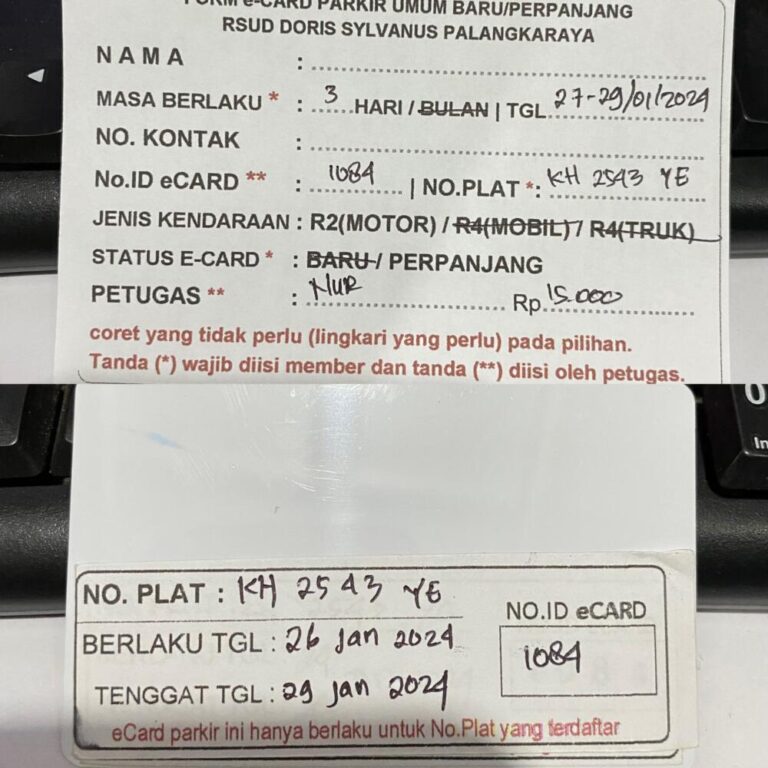 FORM e-CARD PARKIR UMUM BARU/PERPANJANG
RSUD DORIS SYLVANUS PALANGKARAYA
NAMA :
MASA BERLAKU * : 3 HARI / BULAN | TGL 27-29/01/2024
NO. KONTAK :
No.ID eCARD ** : 1084 | NO.PLAT *: KH 2543 YE
JENIS KENDARAAN : R2(MOTOR) / R4(MOBIL) / R4(TRUK)
STATUS E-CARD * : BARU / PERPANJANG
PETUGAS ** : NUR Rp 15.000
coret yang tidak perlu (lingkari yang perlu) pada pilihan.
Tanda (*) wajib diisi member dan tanda (**) diisi oleh petugas.
NO. PLAT : KH 2543 YE
NO.ID eCARD
BERLAKU TGL : 26 Jan 2024
1084
TENGGAT TGL : 29 Jan 2024
eCard parkir ini hanya berlaku untuk No.Plat yang terdaftar